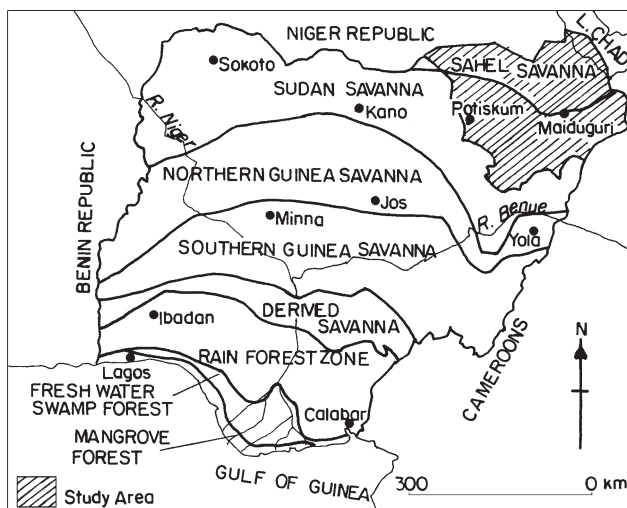 NIGER REPUBLIC
L. CHAD
SAHEL SAVANNA
Sokoto
SUDAN SAVANNA
Kano
Potiskum
Maiduguri
R. Niger
NORTHERN GUINEA SAVANNA
Jos
Minna
R. Benue
Yola
BENIN REPUBLIC
SOUTHERN GUINEA SAVANNA
DERIVED
SAVANNA
Ibadan
RAIN FOREST ZONE
Lagos
FRESH WATER
SWAMP FOREST
Calabar
MANGROVE
FOREST
CAMEROONS
N
GULF OF GUINEA
Study Area
300 0 km